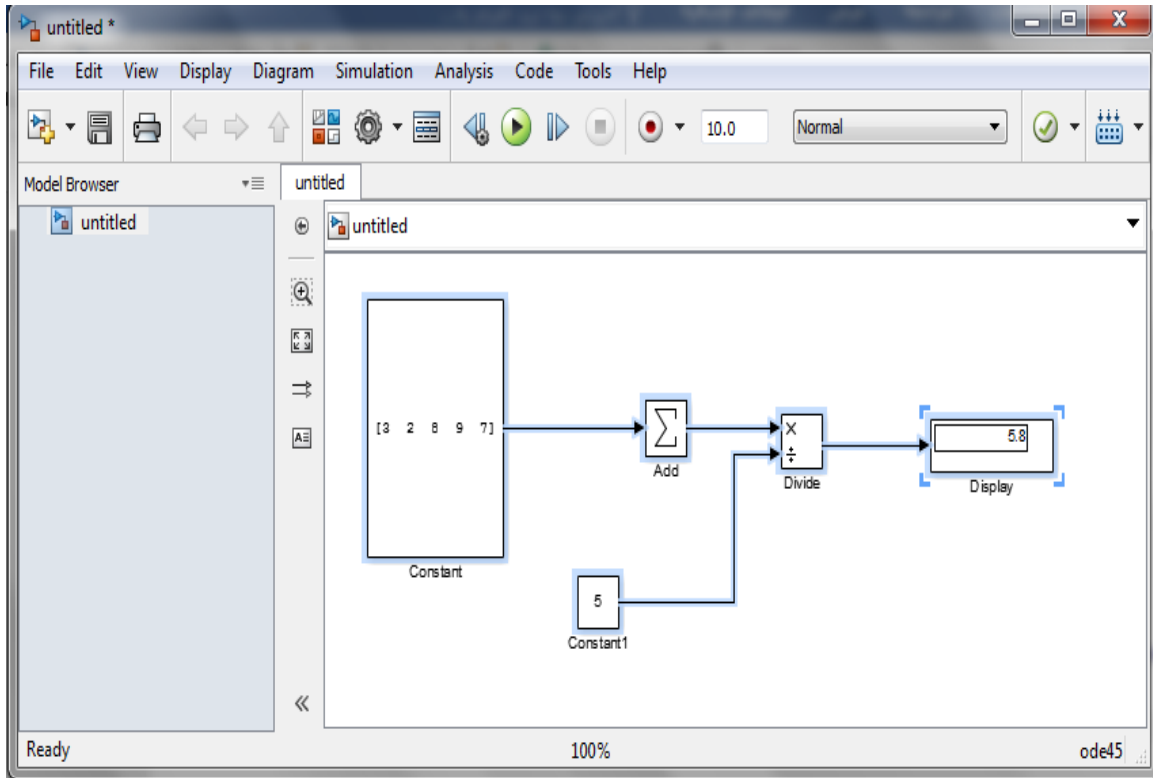 untitled *
File Edit View Display Diagram Simulation Analysis Code Tools Help
10.0 Normal
Model Browser untitled
untitled untitled
[3 2 8 9 7]
Add
Divide
5.8
Display
Constant
5
Constant1
Ready 100% ode45